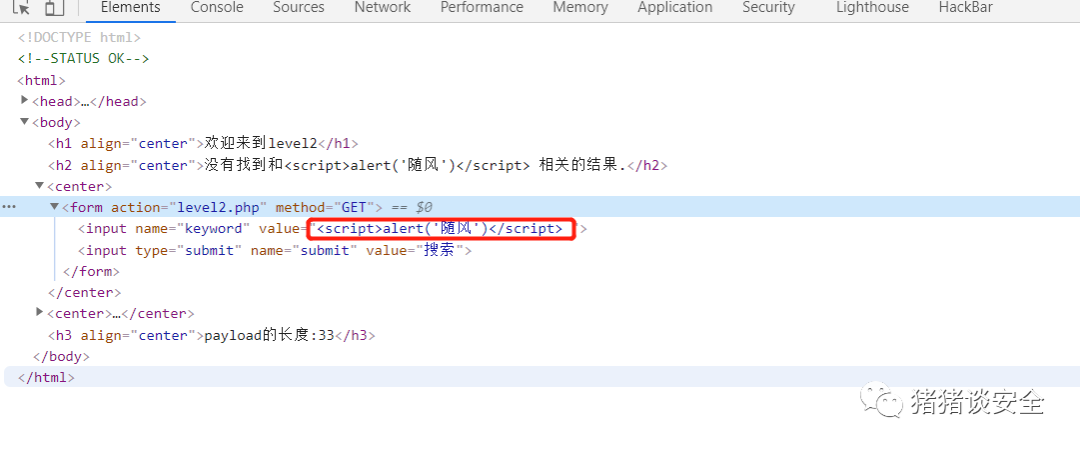 Elements Console Sources Network Performance Memory Application Security Lighthouse HackBar
<!DOCTYPE html>
<!--STATUS OK-->
<html>
<head>…</head>
<body>
<h1 align="center">欢迎来到level2</h1>
<h2 align="center">没有找到和<script>alert('随风')</script> 相关的结果.</h2>
<center>
<form action="level2.php" method="GET"> == $0
<input name="keyword" value="<script>alert('随风')</script> ">
<input type="submit" name="submit" value="搜索">
</form>
</center>
<center>…</center>
<h3 align="center">payload的长度:33</h3>
</body>
</html>
猪猪谈安全